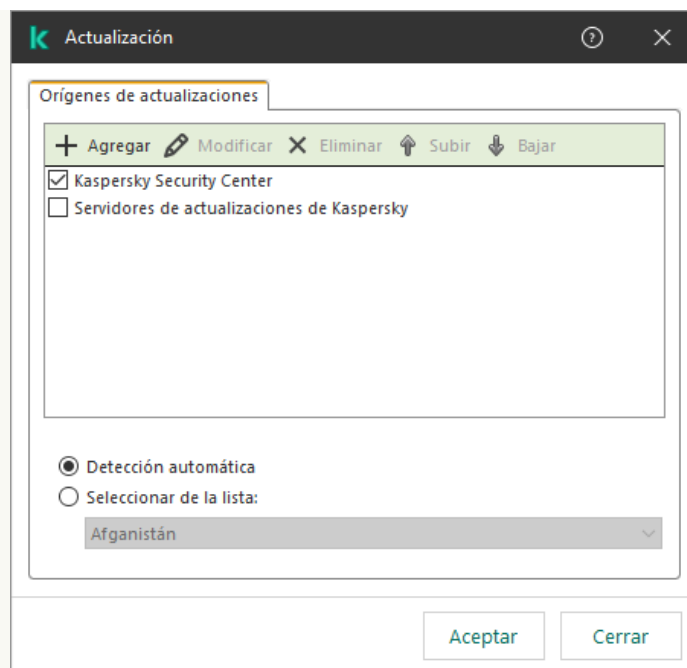 Actualización
Orígenes de actualizaciones
Agregar Modificar Eliminar Subir Bajar
Kaspersky Security Center
Servidores de actualizaciones de Kaspersky
Detección automática
Seleccionar de la lista:
Afganistán
Aceptar Cerrar